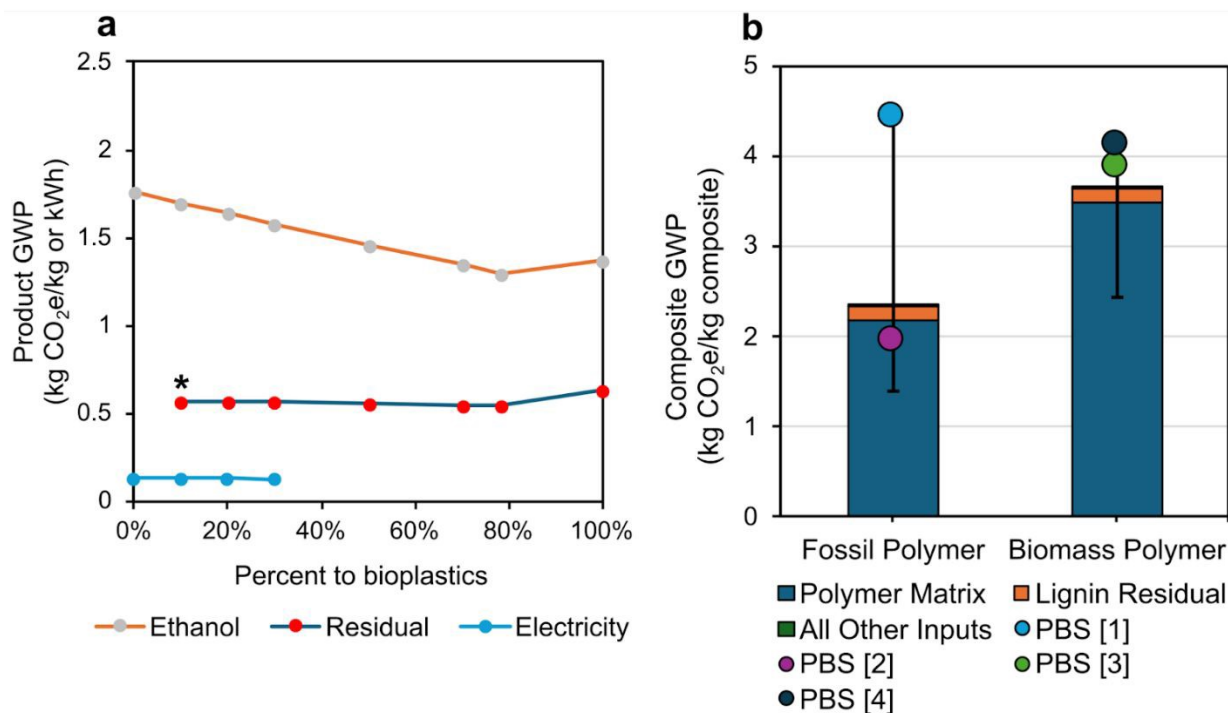 a
Product GWP
(kg CO₂e/kg or kWh)
2.5
2
1.5
1
0.5
0
*
0%
20%
40%
60%
80%
100%
Percent to bioplastics
Ethanol
Residual
Electricity
b
Composite GWP
(kg CO₂e/kg composite)
5
4
3
2
1
0
Fossil Polymer
Biomass Polymer
Polymer Matrix
Lignin Residual
All Other Inputs
PBS [1]
PBS [2]
PBS [3]
PBS [4]